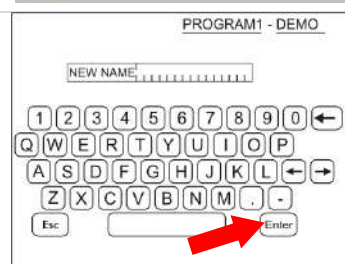 PROGRAM1 - DEMO
NEW NAME
1 2 3 4 5 6 7 8 9 0 ←
Q W E R T Y U I O P
A S D F G H J K L ← →
Z X C V B N M . -
Esc Enter